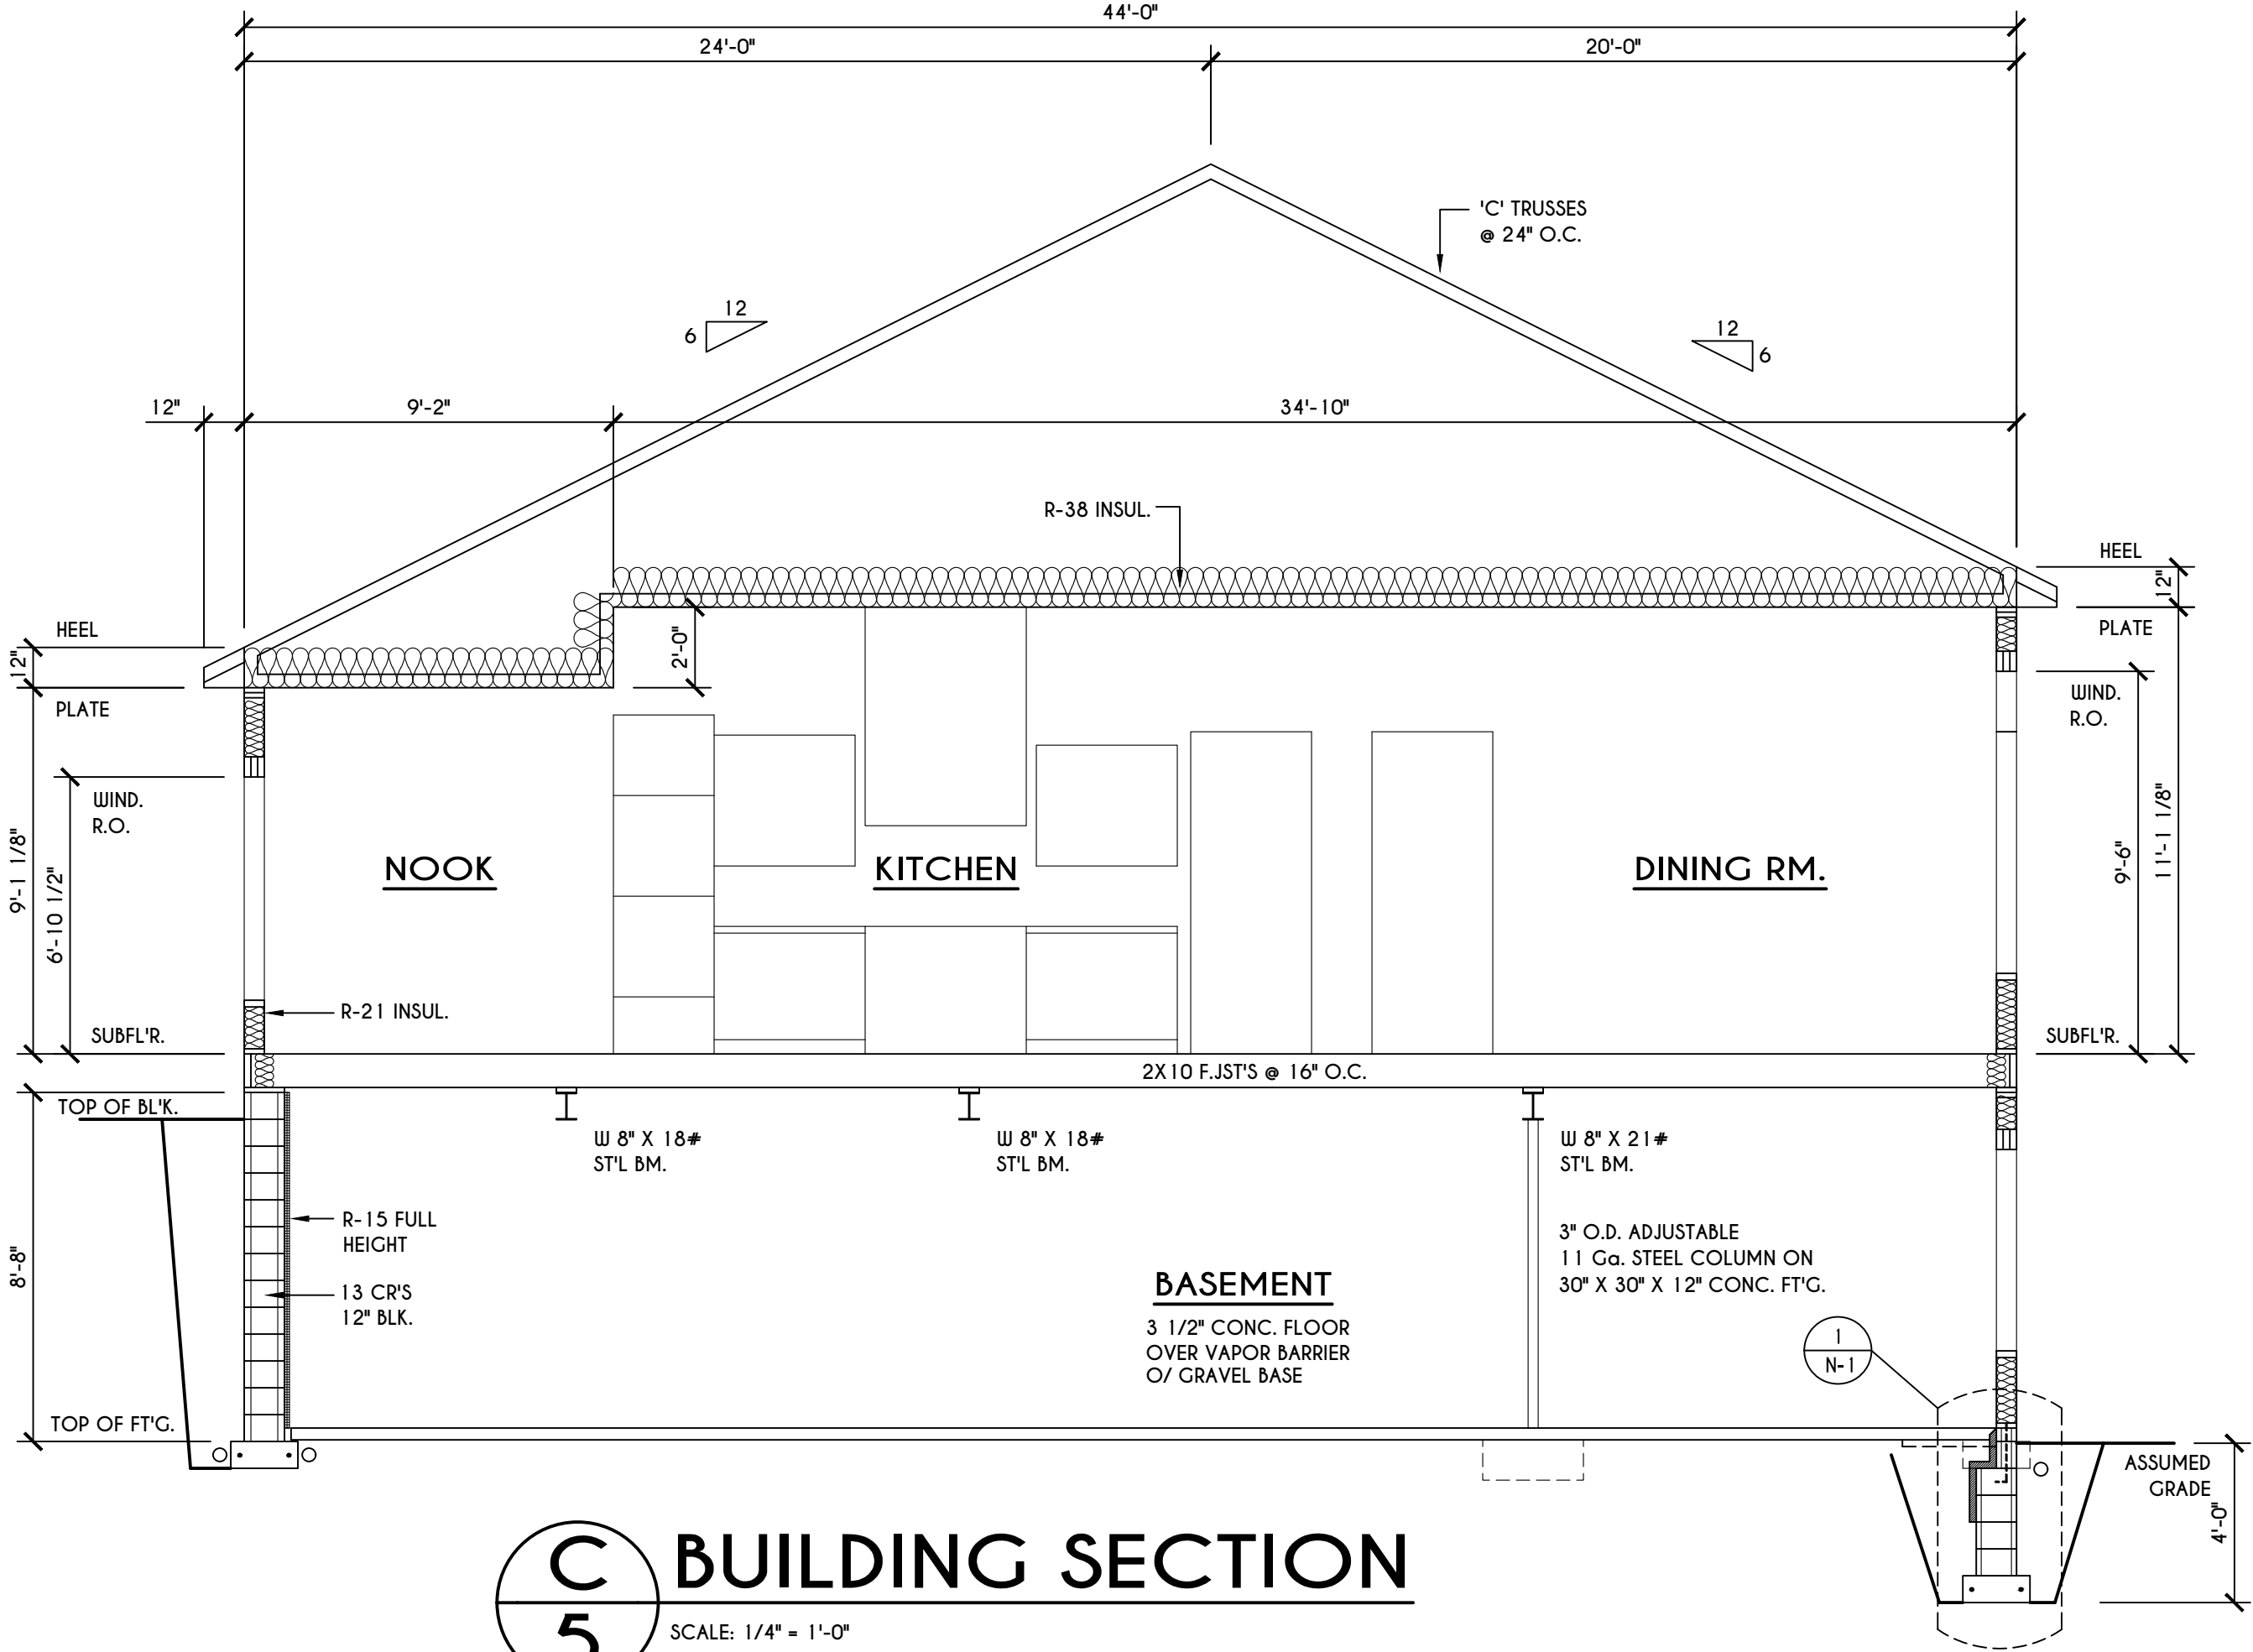 44'-0"
24'-0"
20'-0"
'C' TRUSSES
@ 24" O.C.
12
6
12
6
12"
9'-2"
34'-10"
R-38 INSUL.
HEEL
12"
PLATE
HEEL
12"
PLATE
2'-0"
WIND.
R.O.
WIND.
R.O.
9'-1 1/8"
6'-10 1/2"
NOOK
KITCHEN
DINING RM.
9'-6"
11'-1 1/8"
R-21 INSUL.
SUBFL'R.
SUBFL'R.
2X10 F.JST'S @ 16" O.C.
TOP OF BL'K.
W 8" X 18#
ST'L BM.
W 8" X 18#
ST'L BM.
W 8" X 21#
ST'L BM.
R-15 FULL
HEIGHT
8'-8"
13 CR'S
12" BLK.
BASEMENT
3 1/2" CONC. FLOOR
OVER VAPOR BARRIER
O/ GRAVEL BASE
3" O.D. ADJUSTABLE
11 Ga. STEEL COLUMN ON
30" X 30" X 12" CONC. FT'G.
1
N-1
TOP OF FT'G.
ASSUMED
GRADE
4'-0"
C
5
BUILDING SECTION
SCALE: 1/4" = 1'-0"